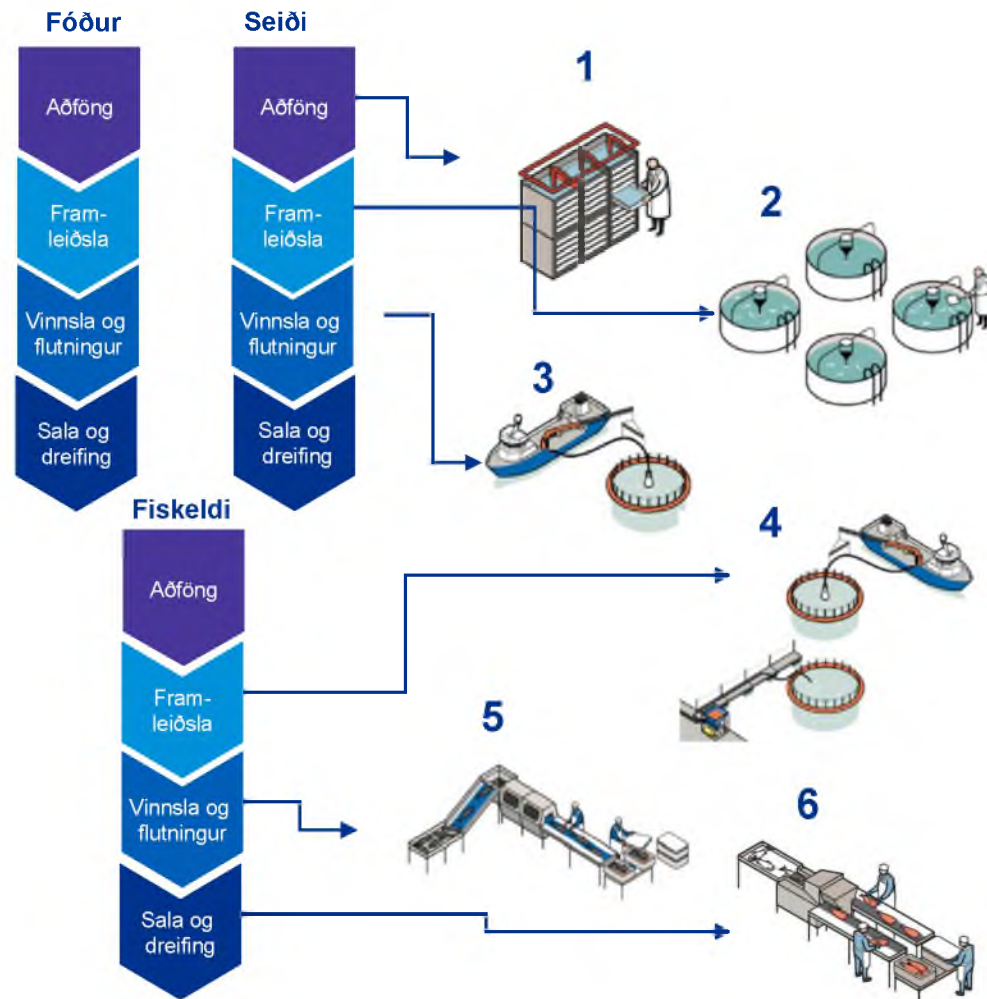 Fóður
Aðföng
Fram-
leiðsla
Vinnsla og
flutningur
Sala og
dreifing
Seiði
Aðföng
Fram-
leiðsla
Vinnsla og
flutningur
Sala og
dreifing
1
2
3
Fiskeldi
Aðföng
Fram-
leiðsla
Vinnsla og
flutningur
Sala og
dreifing
4
5
6